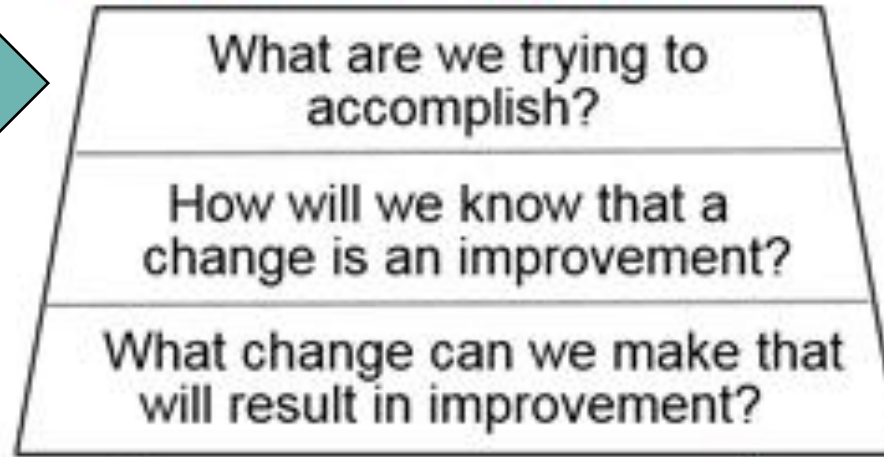 What are we trying to
accomplish?
How will we know that a
change is an improvement?
What change can we make that
will result in improvement?